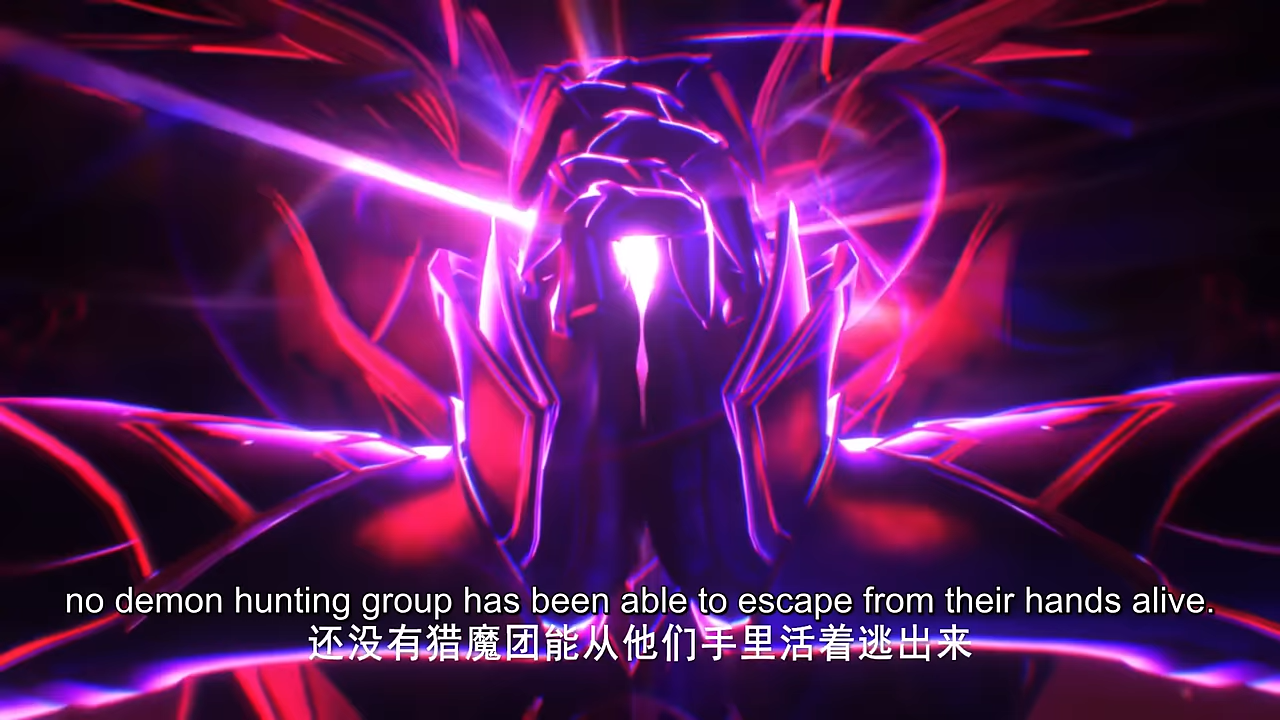 no demon hunting group has been able to escape from their hands alive.
还没有猎魔团能从他们手里活着逃出来